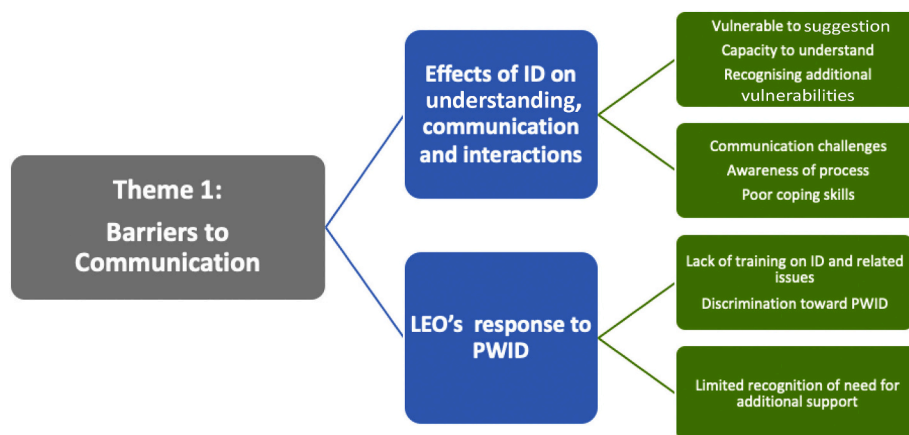 Theme 1:
Barriers to
Communication
Effects of ID on
understanding,
communication
and interactions
Vulnerable to suggestion
Capacity to understand
Recognising additional
vulnerabilities
Communication challenges
Awareness of process
Poor coping skills
LEO's response to
PWID
Lack of training on ID and related
issues
Discrimination toward PWID
Limited recognition of need for
additional support